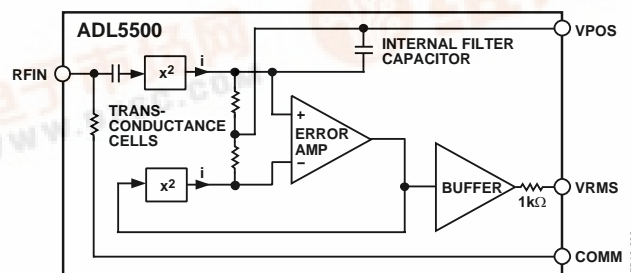 ADL5500
VPOS
INTERNAL FILTER
CAPACITOR
RFIN
x²
i
TRANS-
CONDUCTANCE
CELLS
+
ERROR
AMP
–
x²
i
BUFFER
1kΩ
VRMS
COMM